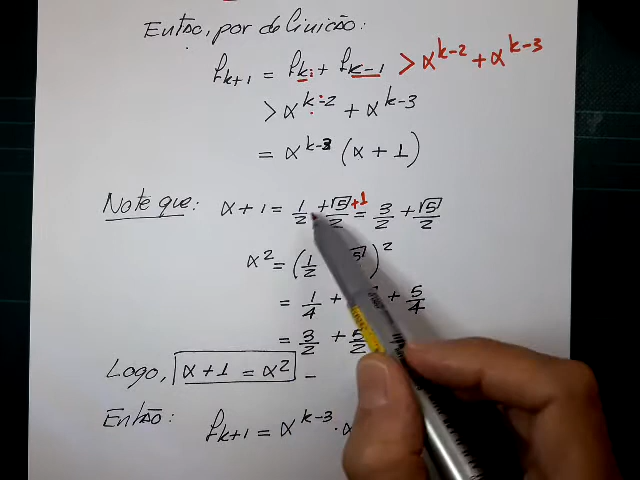 Então, por definição:
f_{k+1} = f_k + f_{k-1} > α^{k-2} + α^{k-3}
> α^{k-2} + α^{k-3}
= α^{k-3} (α + 1)
Note que: α + 1 = 1/2 + √5/2 + 1 = 3/2 + √5/2
α² = (1/2 √5 )²
= 1/4 + + 5/4
= 3/2 +
Logo, α + 1 = α²
Então: f_{k+1} = α^{k-3} · α